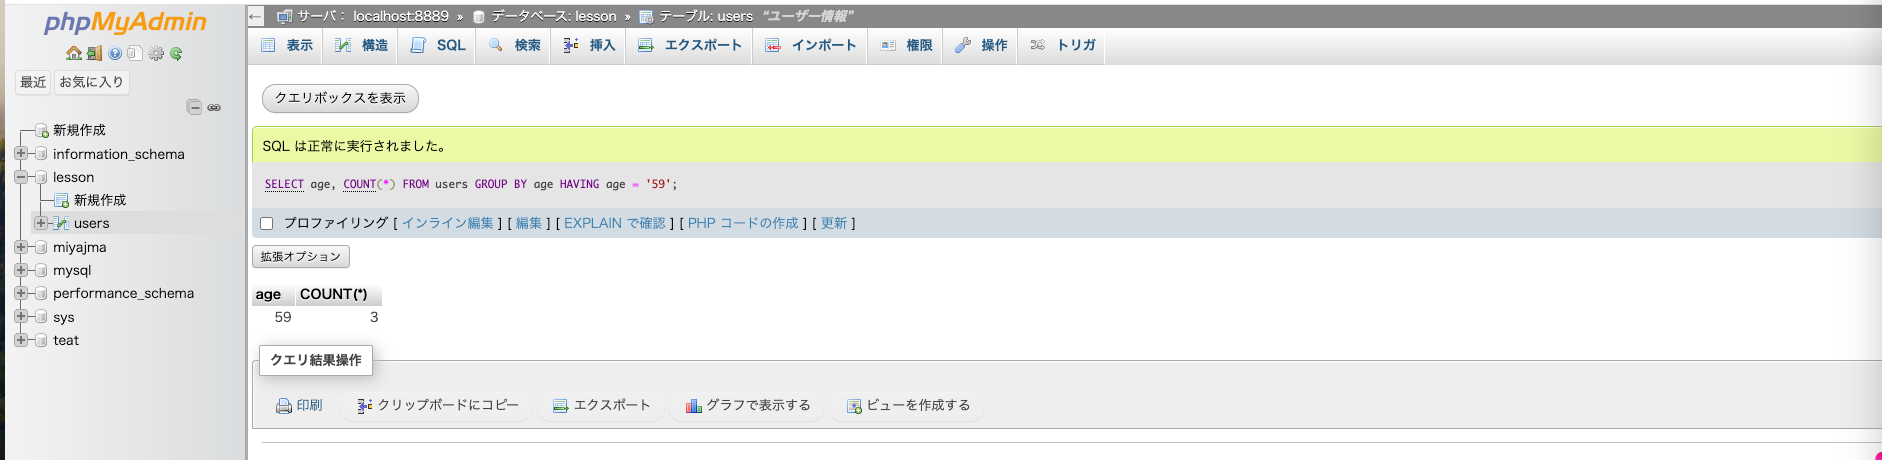 phpMyAdmin
最近 お気に入り
新規作成
information_schema
lesson
新規作成
users
miyajma
mysql
performance_schema
sys
teat
サーバ: localhost:8889 » データベース: lesson » テーブル: users "ユーザー情報"
表示 構造 SQL 検索 挿入 エクスポート インポート 権限 操作 トリガ
クエリボックスを表示
SQL は正常に実行されました。
SELECT age, COUNT(*) FROM users GROUP BY age HAVING age = '59';
プロファイリング [ インライン編集 ] [ 編集 ] [ EXPLAIN で確認 ] [ PHP コードの作成 ] [ 更新 ]
拡張オプション
age COUNT(*)
59 3
クエリ結果操作
印刷 クリップボードにコピー エクスポート グラフで表示する ビューを作成する